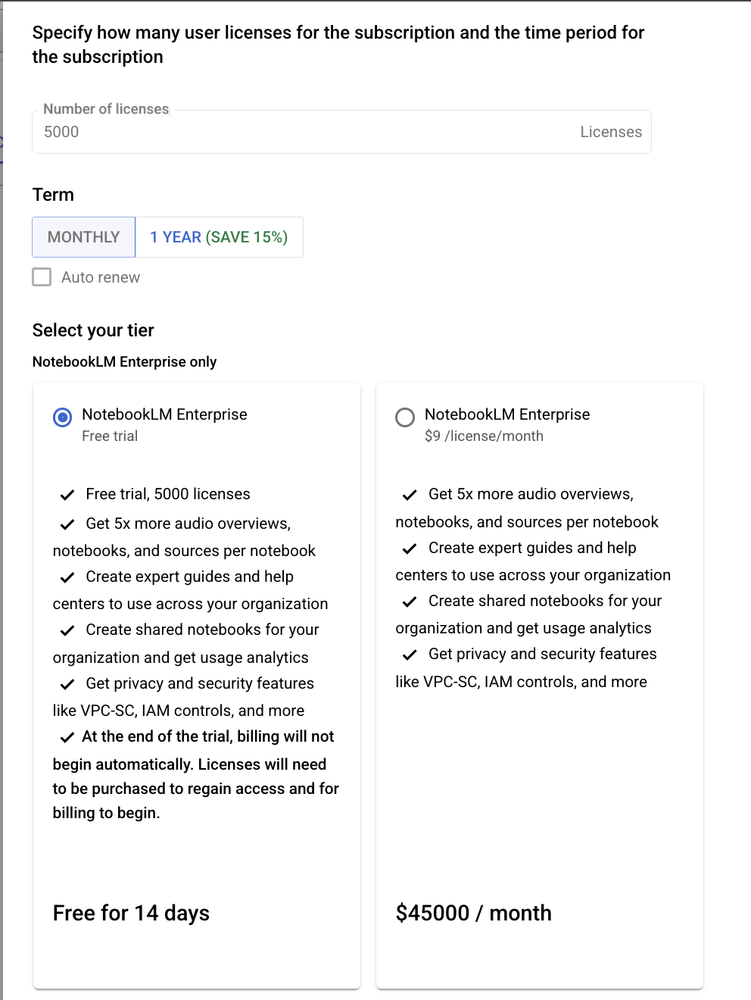 Specify how many user licenses for the subscription and the time period for
the subscription
Number of licenses
5000 Licenses
Term
MONTHLY 1 YEAR (SAVE 15%)
Auto renew
Select your tier
NotebookLM Enterprise only
NotebookLM Enterprise
Free trial
Free trial, 5000 licenses
Get 5x more audio overviews,
notebooks, and sources per notebook
Create expert guides and help
centers to use across your organization
Create shared notebooks for your
organization and get usage analytics
Get privacy and security features
like VPC-SC, IAM controls, and more
At the end of the trial, billing will not
begin automatically. Licenses will need
to be purchased to regain access and for
billing to begin.
Free for 14 days
NotebookLM Enterprise
$9 /license/month
Get 5x more audio overviews,
notebooks, and sources per notebook
Create expert guides and help
centers to use across your organization
Create shared notebooks for your
organization and get usage analytics
Get privacy and security features
like VPC-SC, IAM controls, and more
$45000 / month